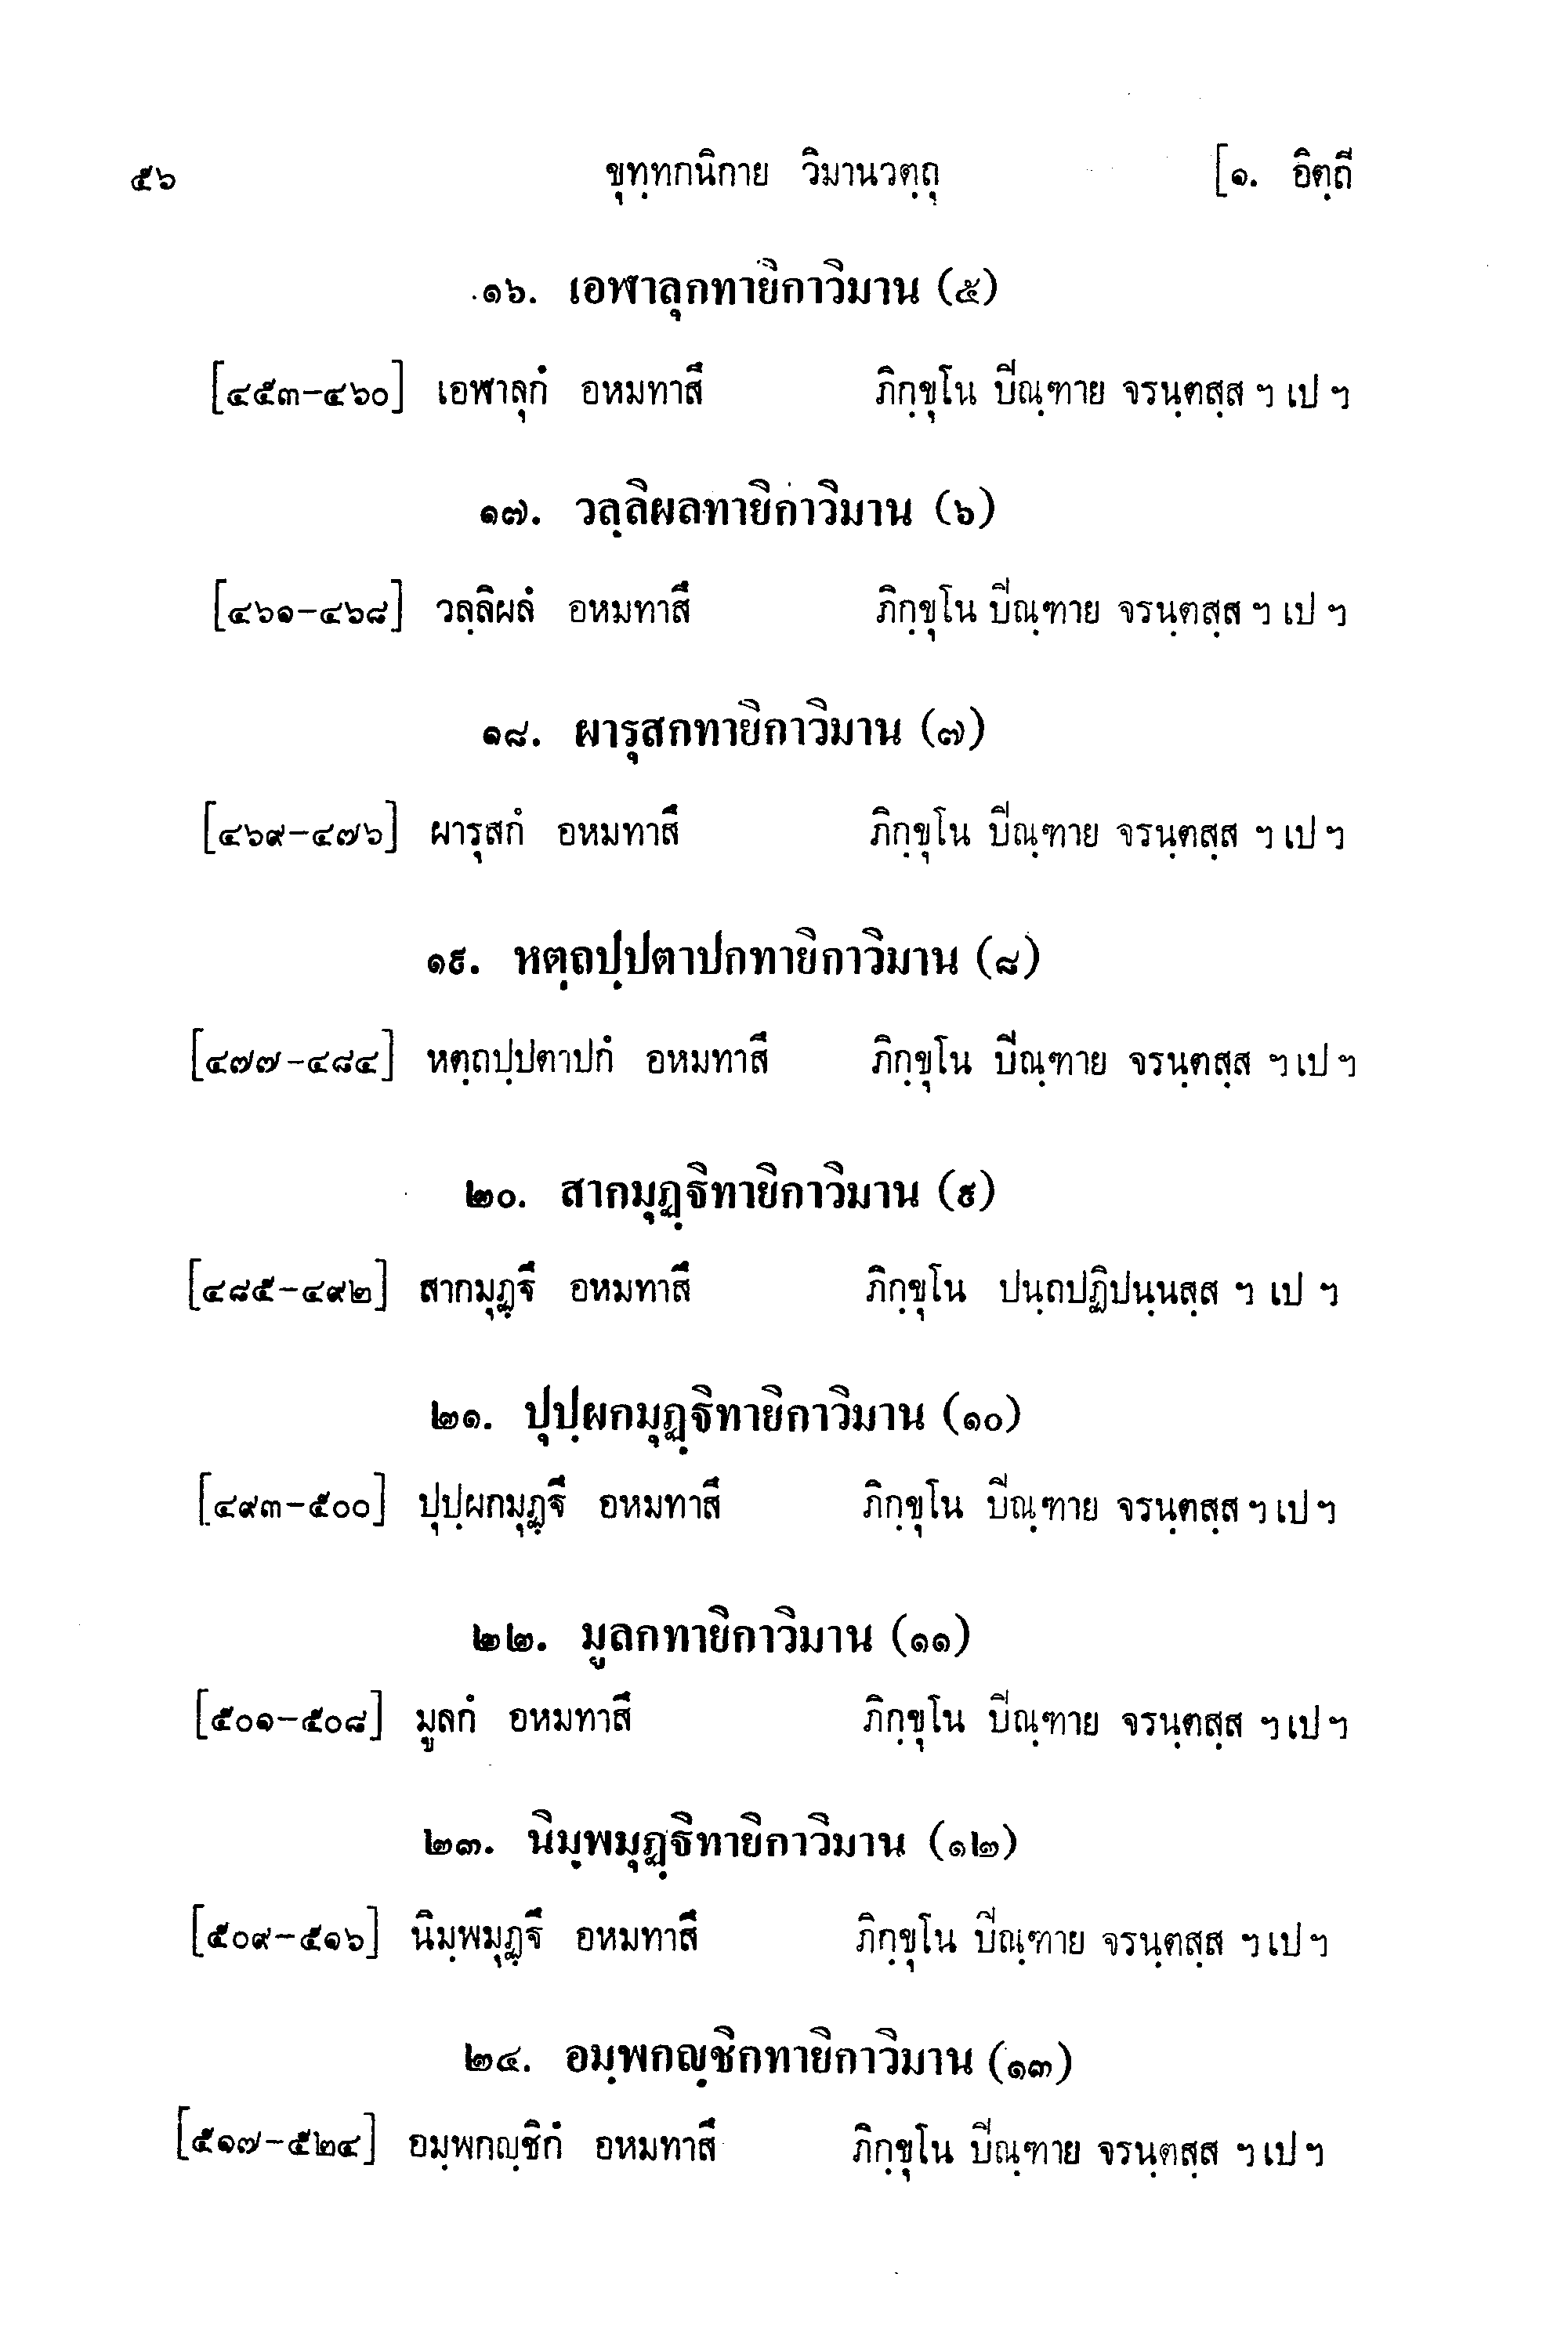 ๕๖ ขุทฺทกนิกาย วิมานวตฺถุ [๑. อิตฺถี
๑๖. เอฬาลุกทายิกาวิมาน (๕)
[๔๕๓-๔๖๐] เอฬาลุกํ อหมทาสึ ภิกฺขุโน ปิณฺฑาย จรนฺตสฺส ฯ เป ฯ
๑๗. วลฺลิผลทายิกาวิมาน (๖)
[๔๖๑-๔๖๘] วลฺลิผลํ อหมทาสึ ภิกฺขุโน ปิณฺฑาย จรนฺตสฺส ฯ เป ฯ
๑๘. ผารุสกทายิกาวิมาน (๗)
[๔๖๙-๔๗๖] ผารุสกํ อหมทาสึ ภิกฺขุโน ปิณฺฑาย จรนฺตสฺส ฯ เป ฯ
๑๙. หตฺถปฺปตาปกทายิกาวิมาน (๘)
[๔๗๗-๔๘๔] หตฺถปฺปตาปกํ อหมทาสึ ภิกฺขุโน ปิณฺฑาย จรนฺตสฺส ฯ เป ฯ
๒๐. สากมุฏฺฐิทายิกาวิมาน (๙)
[๔๘๕-๔๙๒] สากมุฏฺฐึ อหมทาสึ ภิกฺขุโน ปนฺถปฏิปนฺนสฺส ฯ เป ฯ
๒๑. ปุปฺผกมุฏฺฐิทายิกาวิมาน (๑๐)
[๔๙๓-๕๐๐] ปุปฺผกมุฏฺฐึ อหมทาสึ ภิกฺขุโน ปิณฺฑาย จรนฺตสฺส ฯ เป ฯ
๒๒. มูลกทายิกาวิมาน (๑๑)
[๕๐๑-๕๐๘] มูลกํ อหมทาสึ ภิกฺขุโน ปิณฺฑาย จรนฺตสฺส ฯ เป ฯ
๒๓. นิมฺพมุฏฺฐิทายิกาวิมาน (๑๒)
[๕๐๙-๕๑๖] นิมฺพมุฏฺฐึ อหมทาสึ ภิกฺขุโน ปิณฺฑาย จรนฺตสฺส ฯ เป ฯ
๒๔. อมฺพกญฺชิกทายิกาวิมาน (๑๓)
[๕๑๗-๕๒๔] อมฺพกญฺชิกํ อหมทาสึ ภิกฺขุโน ปิณฺฑาย จรนฺตสฺส ฯ เป ฯ